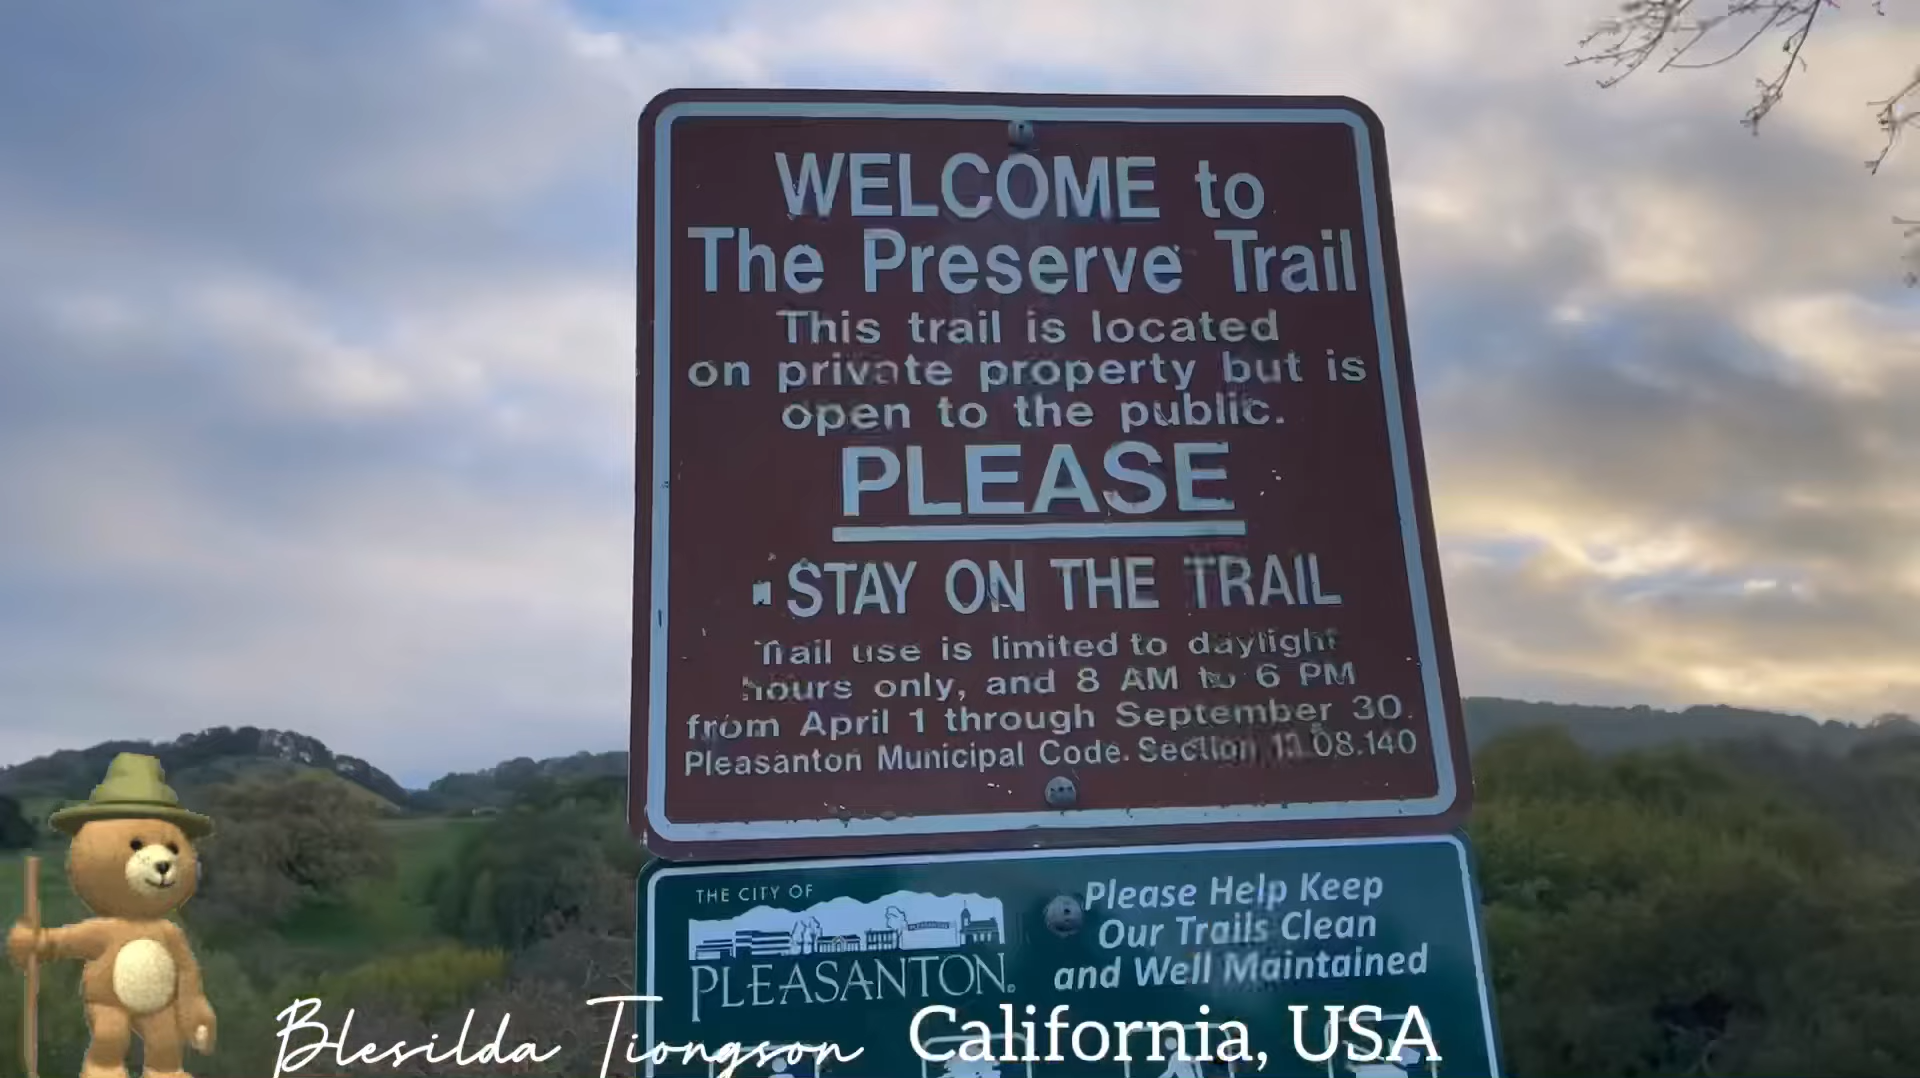 WELCOME to
The Preserve Trail
This trail is located
on private property but is
open to the public.
PLEASE
STAY ON THE TRAIL
Trail use is limited to daylight
hours only, and 8 AM to 6 PM
from April 1 through September 30.
Pleasanton Municipal Code. Section 13.08.140
THE CITY OF
PLEASANTON.
Please Help Keep
Our Trails Clean
and Well Maintained
Blesilda Tiongson California, USA